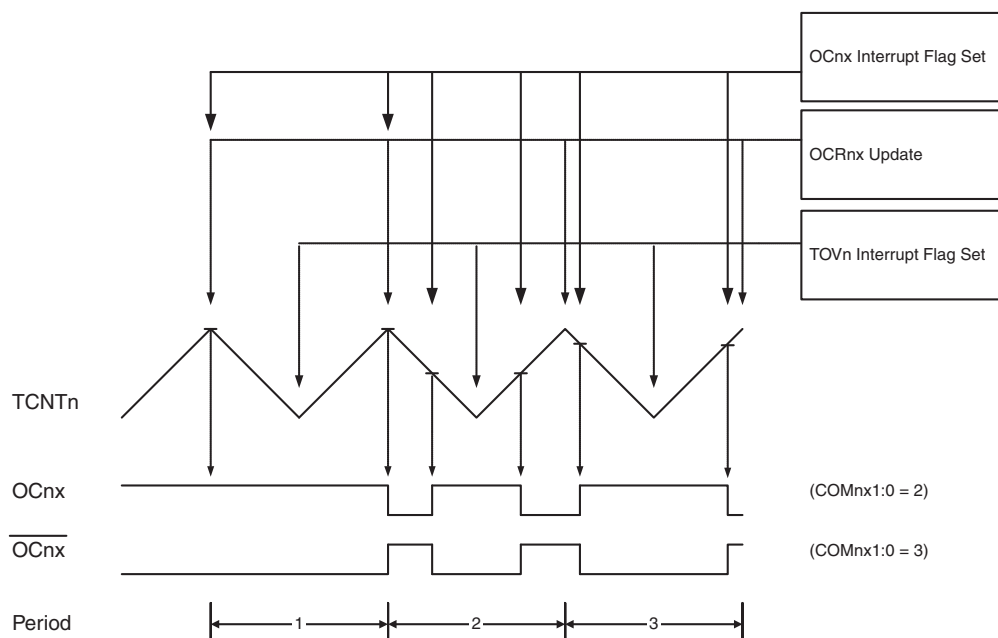 OCnx Interrupt Flag Set
OCRnx Update
TOVn Interrupt Flag Set
TCNTn
OCnx (COMnx1:0 = 2)
OCnx (COMnx1:0 = 3)
Period 1 2 3